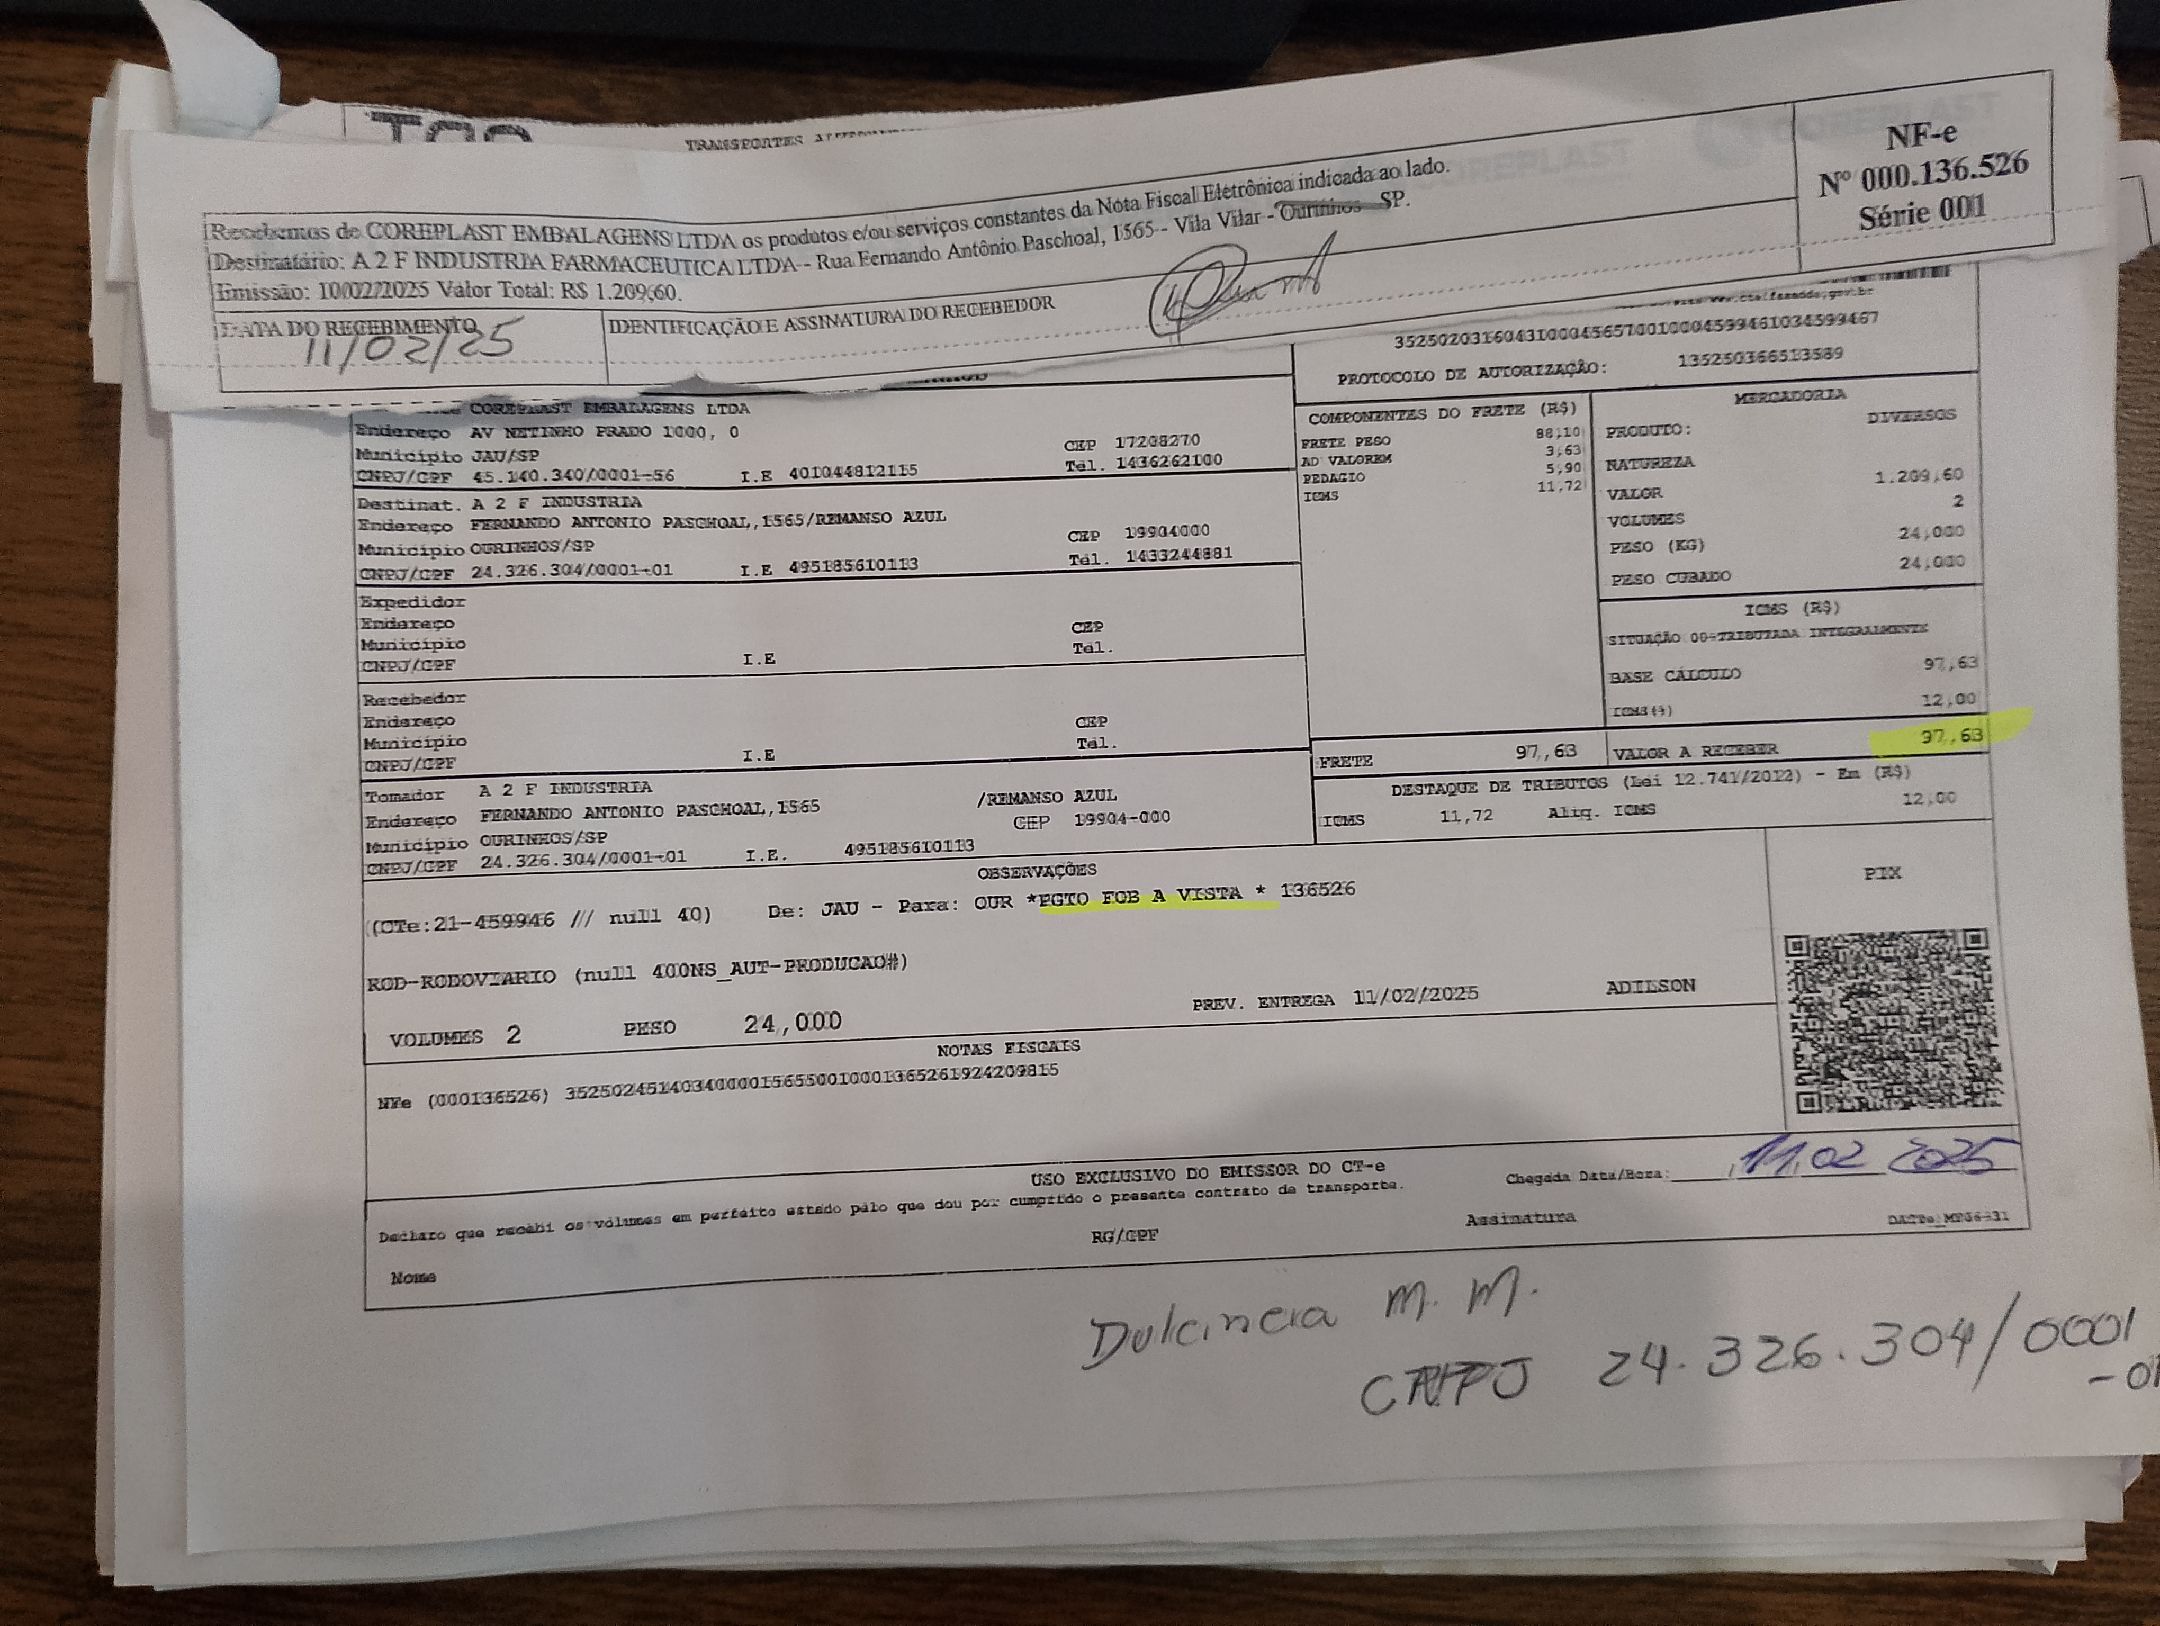 TRANSPORTES
NF-e
Nº 000.136.526
Série 001
Recebemos de COREPLAST EMBALAGENS LTDA os produtos e/ou serviços constantes da Nota Fiscal Eletrônica indicada ao lado.
Destinatário: A 2 F INDUSTRIA FARMACEUTICA LTDA - Rua Fernando Antônio Paschoal, 1565 - Vila Vilar - Ourinhos - SP.
Emissão: 10/02/2025 Valor Total: R$ 1.209,60.
DATA DO RECEBIMENTO
11/02/25
IDENTIFICAÇÃO E ASSINATURA DO RECEBEDOR
35250203160431000456570010004599461034599467
PROTOCOLO DE AUTORIZAÇÃO: 135250366513589
COREPLAST EMBALAGENS LTDA
Endereço AV NETINHO PRADO 1000, 0
Município JAU/SP CEP 17208270
CNPJ/CPF 45.140.340/0001-56 I.E 401044812115 Tel. 1436262100
Destinat. A 2 F INDUSTRIA
Endereço FERNANDO ANTONIO PASCHOAL,1565/REMANSO AZUL
Município OURINHOS/SP CEP 19904000
CNPJ/CPF 24.326.304/0001-01 I.E 495185610113 Tel. 1433244881
Expedidor
Endereço
Município CEP
CNPJ/CPF I.E Tel.
Recebedor
Endereço
Município CEP
CNPJ/CPF I.E Tel.
Tomador A 2 F INDUSTRIA
Endereço FERNANDO ANTONIO PASCHOAL,1565 /REMANSO AZUL
Município OURINHOS/SP CEP 19904-000
CNPJ/CPF 24.326.304/0001-01 I.E. 495185610113
COMPONENTES DO FRETE (R$)
FRETE PESO 88,10
AD VALOREM 3,63
PEDAGIO 5,90
ICMS 11,72
MERCADORIA
PRODUTO: DIVERSOS
NATUREZA
VALOR 1.209,60
VOLUMES 2
PESO (KG) 24,000
PESO CUBADO 24,000
ICMS (R$)
SITUAÇÃO 00-TRIBUTADA INTEGRALMENTE
BASE CÁLCULO 97,63
ICMS(%) 12,00
FRETE 97,63 VALOR A RECEBER 97,63
DESTAQUE DE TRIBUTOS (Lei 12.741/2012) - Em (R$)
ICMS 11,72 Aliq. ICMS 12,00
OBSERVAÇÕES
(CTe:21-459946 /// null 40) De: JAU - Para: OUR *PGTO FOB A VISTA * 136526
ROD-RODOVIARIO (null 400NS_AUT-PRODUCAO#)
PREV. ENTREGA 11/02/2025 ADILSON
VOLUMES 2 PESO 24,000
PIX
NOTAS FISCAIS
NFe (000136526) 35250245140340000156550010001365261924209815
USO EXCLUSIVO DO EMISSOR DO CT-e
Declaro que recebi os volumes em perfeito estado pelo que dou por cumprido o presente contrato de transporte.
Chegada Data/Hora: 11,02 2025
Nome RG/CPF Assinatura
Dulcineia M. M.
CNPJ 24.326.304/0001
-01